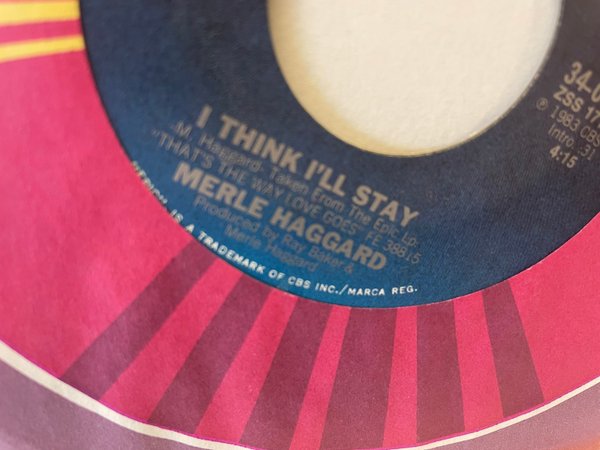 I THINK I'LL STAY
M. Haggard- Taken From The Epic Lp:
"THAT'S THE WAY LOVE GOES" FE 38815
MERLE HAGGARD
Produced by Ray Baker &
Merle Haggard
34-0
ZSS 17
℗ 1983 CBS
Intro. :31
4:15
IS A TRADEMARK OF CBS INC./MARCA REG.